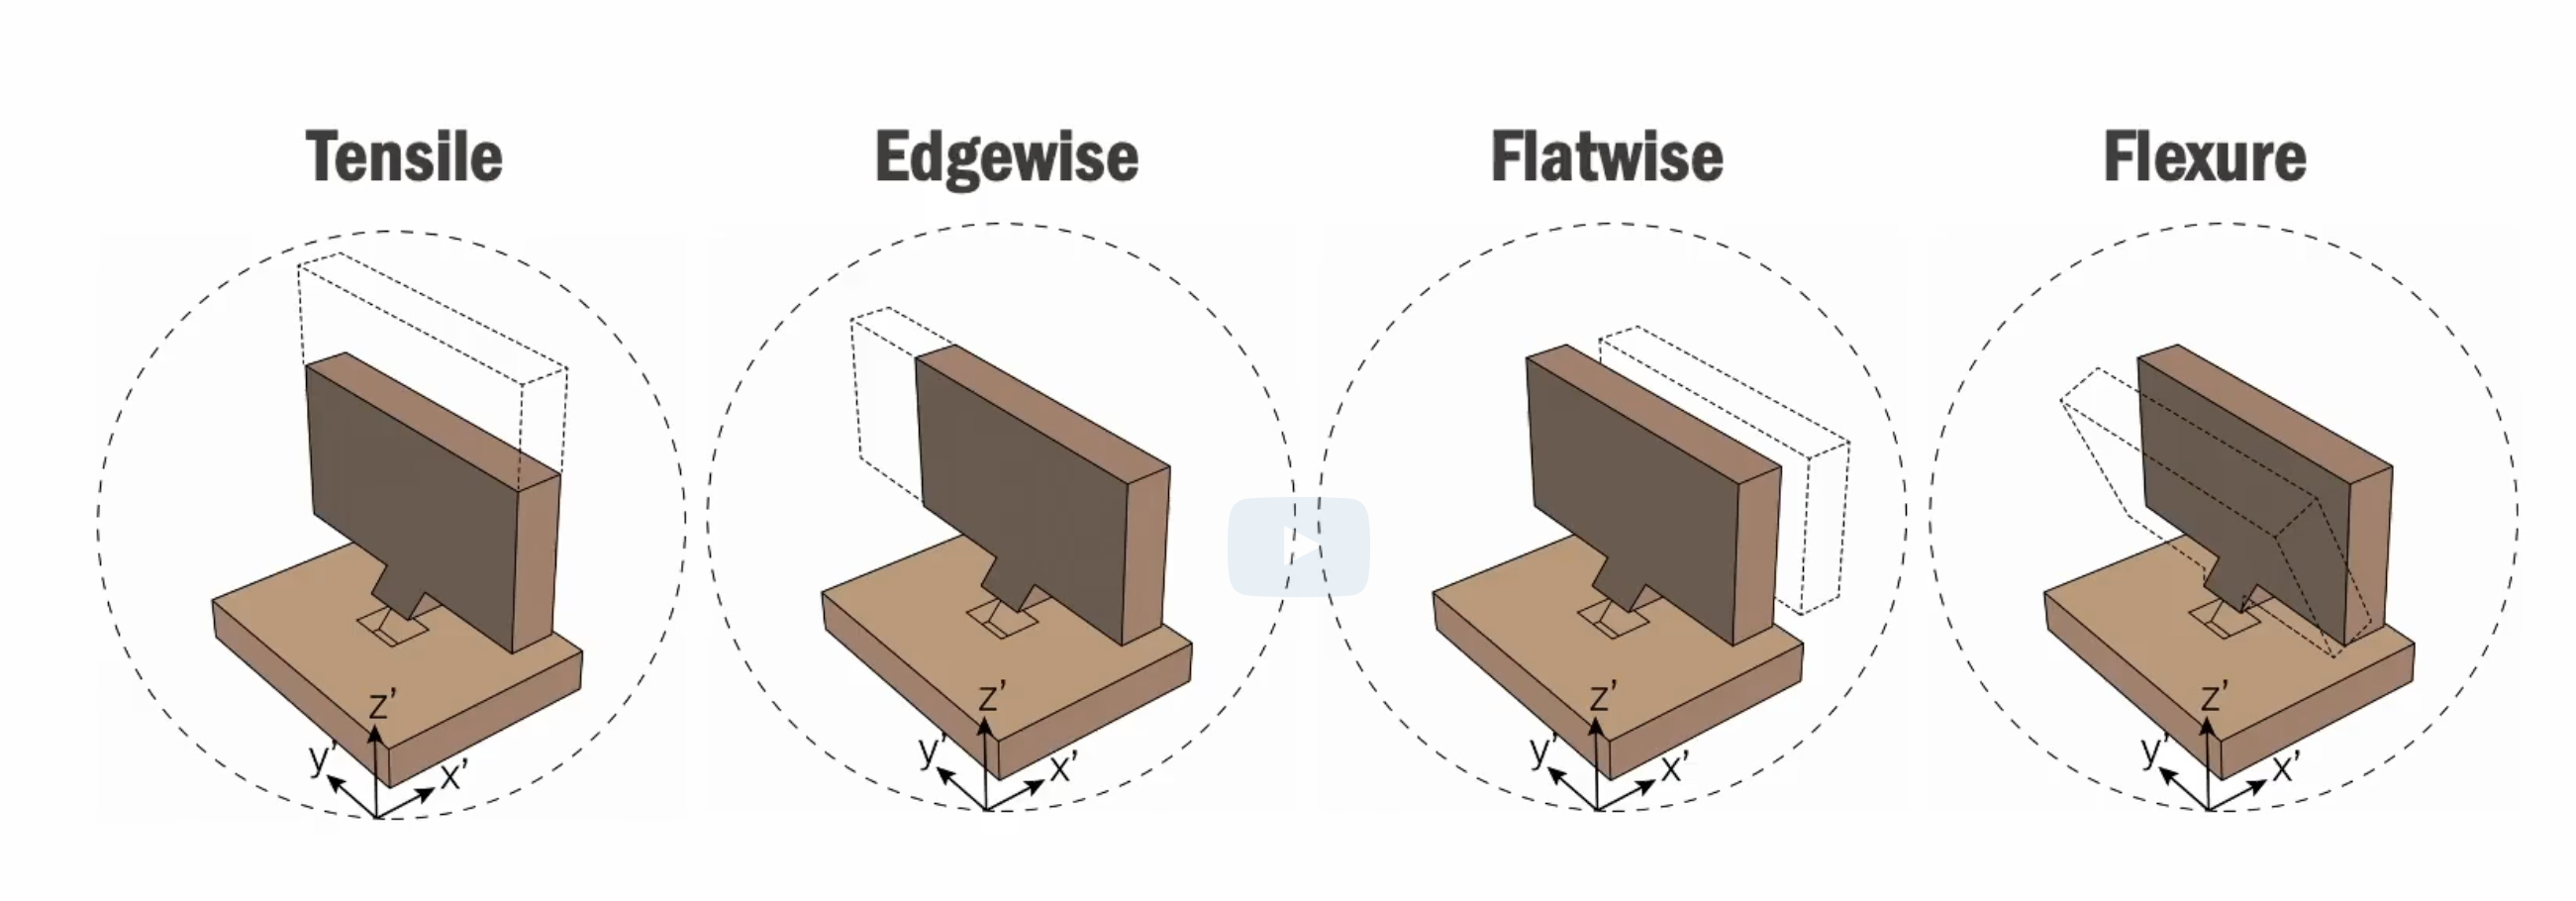 Tensile
Edgewise
Flatwise
Flexure
z'
y'
x'
z'
y'
x'
z'
y'
x'
z'
y'
x'